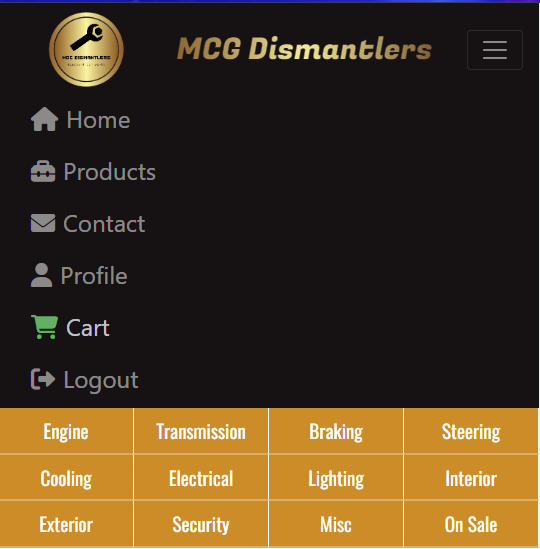 MCG DISMANTLERS
MCG Dismantlers
Home
Products
Contact
Profile
Cart
Logout
Engine Transmission Braking Steering
Cooling Electrical Lighting Interior
Exterior Security Misc On Sale